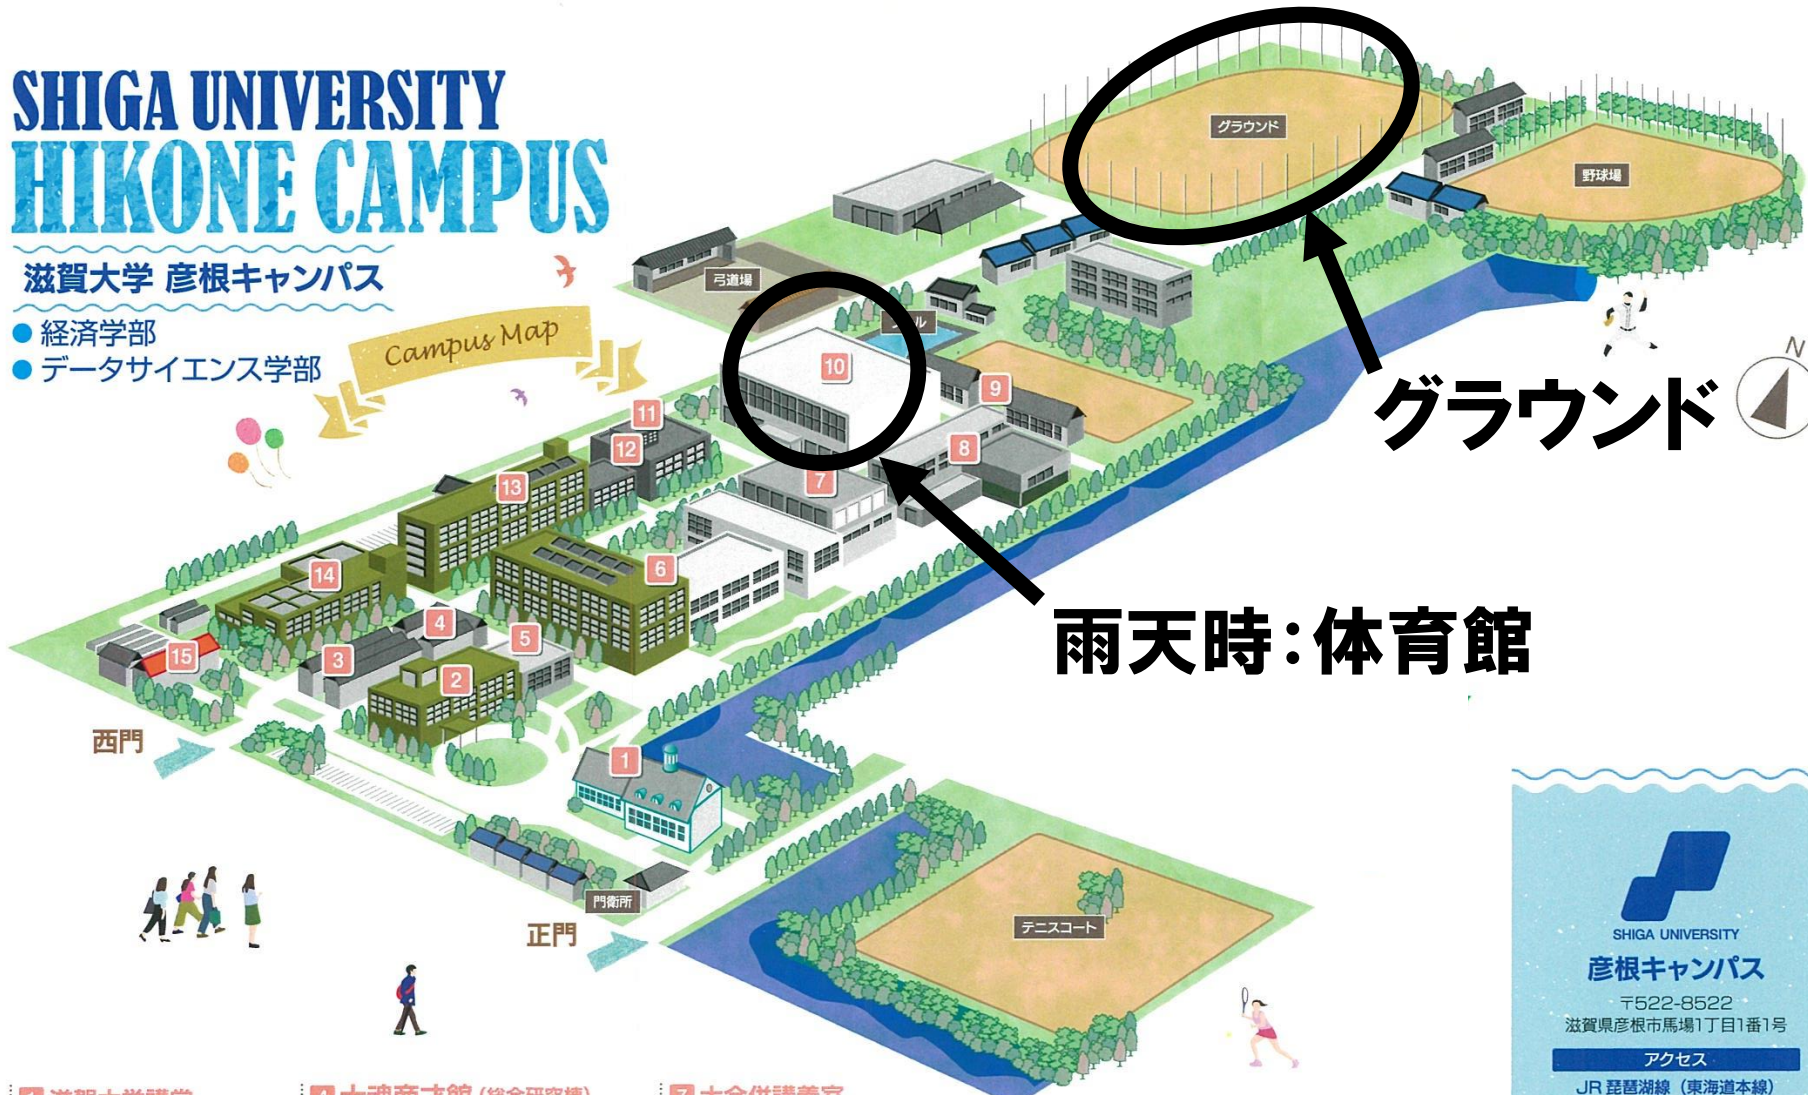 SHIGA UNIVERSITY
HIKONE CAMPUS
滋賀大学 彦根キャンパス
● 経済学部
● データサイエンス学部
Campus Map
グラウンド
野球場
弓道場
10
9
11
12
8
7
13
6
14
4
5
3
15
2
1
N
グラウンド
雨天時：体育館
西門
門衛所
正門
テニスコート
SHIGA UNIVERSITY
彦根キャンパス
〒522-8522
滋賀県彦根市馬場1丁目1番1号
アクセス
JR 琵琶湖線（東海道本線）